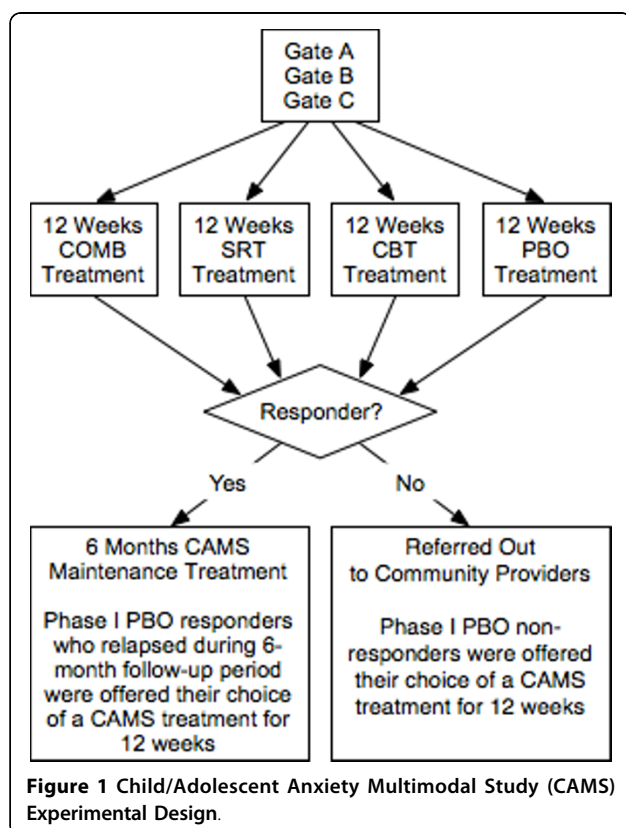 Gate A
Gate B
Gate C
12 Weeks
COMB
Treatment
12 Weeks
SRT
Treatment
12 Weeks
CBT
Treatment
12 Weeks
PBO
Treatment
Responder?
Yes
No
6 Months CAMS
Maintenance Treatment
Phase I PBO responders
who relapsed during 6-
month follow-up period
were offered their choice
of a CAMS treatment for
12 weeks
Referred Out
to Community Providers
Phase I PBO non-
responders were offered
their choice of a CAMS
treatment for 12 weeks
Figure 1 Child/Adolescent Anxiety Multimodal Study (CAMS)
Experimental Design.